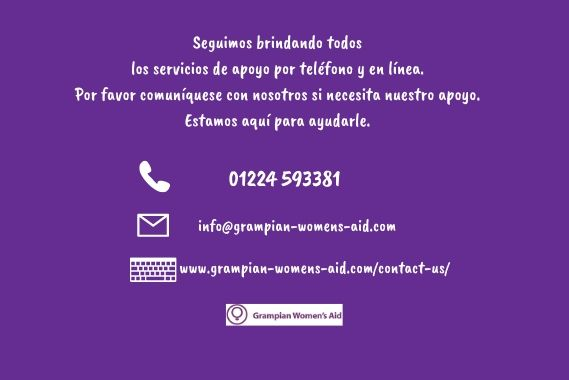 Seguimos brindando todos
los servicios de apoyo por teléfono y en línea.
Por favor comuníquese con nosotros si necesita nuestro apoyo.
Estamos aquí para ayudarle.
01224 593381
info@grampian-womens-aid.com
www.grampian-womens-aid.com/contact-us/
Grampian Women's Aid